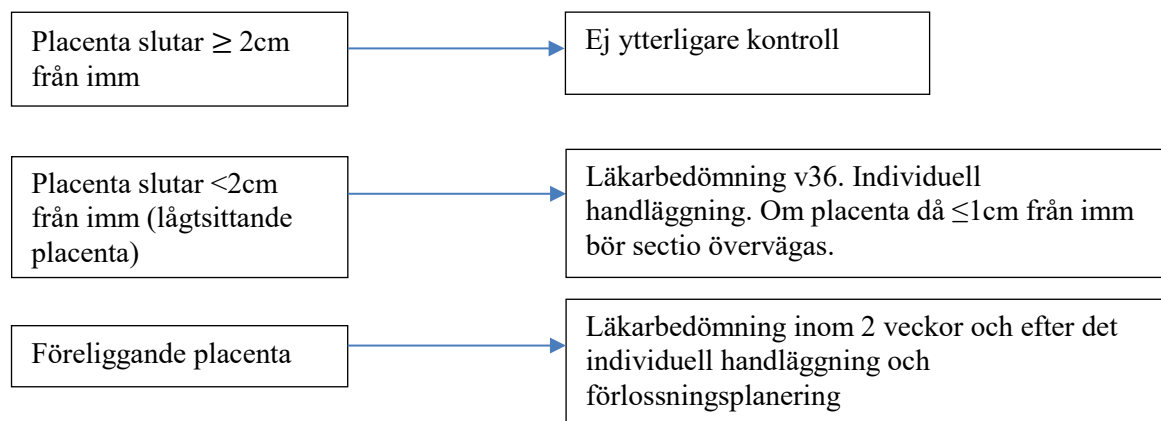 Placenta slutar ≥ 2cm
från imm
Ej ytterligare kontroll
Placenta slutar <2cm
från imm (lågtsittande
placenta)
Läkarbedömning v36. Individuell
handläggning. Om placenta då ≤1cm från imm
bör sectio övervägas.
Föreliggande placenta
Läkarbedömning inom 2 veckor och efter det
individuell handläggning och
förlossningsplanering